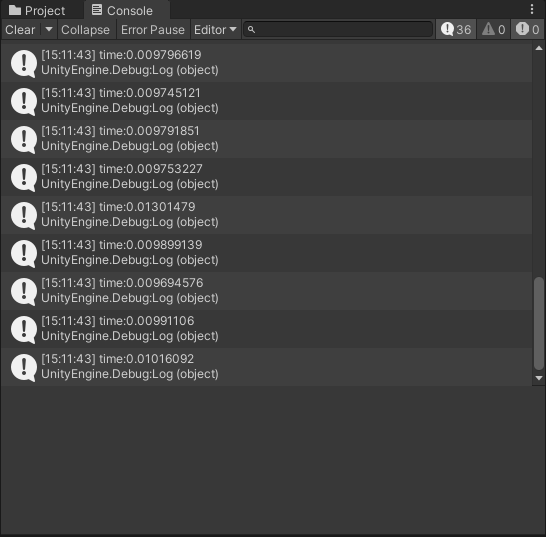 Project
Console
Clear
Collapse
Error Pause
Editor
36
0
0
[15:11:43] time:0.009796619
UnityEngine.Debug:Log (object)
[15:11:43] time:0.009745121
UnityEngine.Debug:Log (object)
[15:11:43] time:0.009791851
UnityEngine.Debug:Log (object)
[15:11:43] time:0.009753227
UnityEngine.Debug:Log (object)
[15:11:43] time:0.01301479
UnityEngine.Debug:Log (object)
[15:11:43] time:0.009899139
UnityEngine.Debug:Log (object)
[15:11:43] time:0.009694576
UnityEngine.Debug:Log (object)
[15:11:43] time:0.00991106
UnityEngine.Debug:Log (object)
[15:11:43] time:0.01016092
UnityEngine.Debug:Log (object)